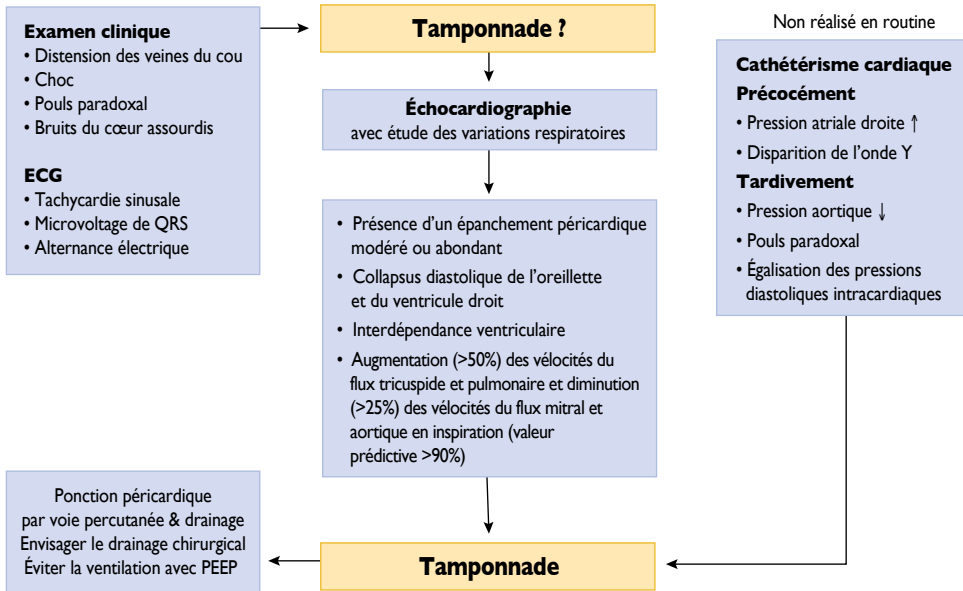 Examen clinique
• Distension des veines du cou
• Choc
• Pouls paradoxal
• Bruits du cœur assourdis
ECG
• Tachycardie sinusale
• Microvoltage de QRS
• Alternance électrique
Tamponnade ?
Échocardiographie
avec étude des variations respiratoires
• Présence d’un épanchement péricardique
modéré ou abondant
• Collapsus diastolique de l’oreillette
et du ventricule droit
• Interdépendance ventriculaire
• Augmentation (>50%) des vélocités du
flux tricuspide et pulmonaire et diminution
(>25%) des vélocités du flux mitral et
aortique en inspiration (valeur
prédictive >90%)
Non réalisé en routine
Cathétérisme cardiaque
Précocément
• Pression atriale droite ↑
• Disparition de l’onde Y
Tardivement
• Pression aortique ↓
• Pouls paradoxal
• Égalisation des pressions
diastoliques intracardiaques
Tamponnade
Ponction péricardique
par voie percutanée & drainage
Envisager le drainage chirurgical
Éviter la ventilation avec PEEP